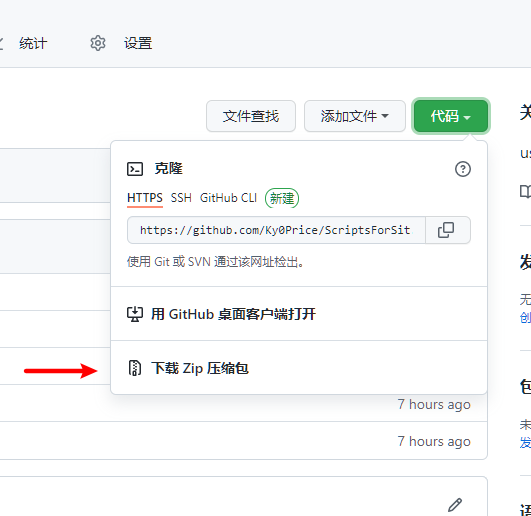 统计
设置
文件查找
添加文件
代码
克隆
HTTPS
SSH
GitHub CLI
新建
https://github.com/Ky0Price/ScriptsForSit
使用 Git 或 SVN 通过该网址检出。
用 GitHub 桌面客户端打开
下载 Zip 压缩包
7 hours ago
7 hours ago
us
发
无
创
包
未
发